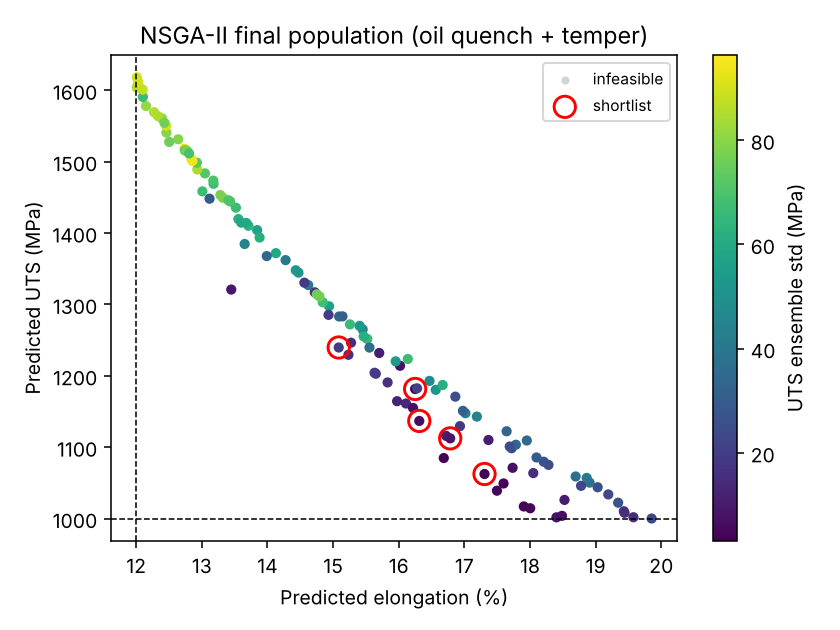 NSGA-II final population (oil quench + temper)
infeasible
shortlist
1600
1500
1400
1300
1200
1100
1000
Predicted UTS (MPa)
12 13 14 15 16 17 18 19 20
Predicted elongation (%)
80
60
40
20
UTS ensemble std (MPa)